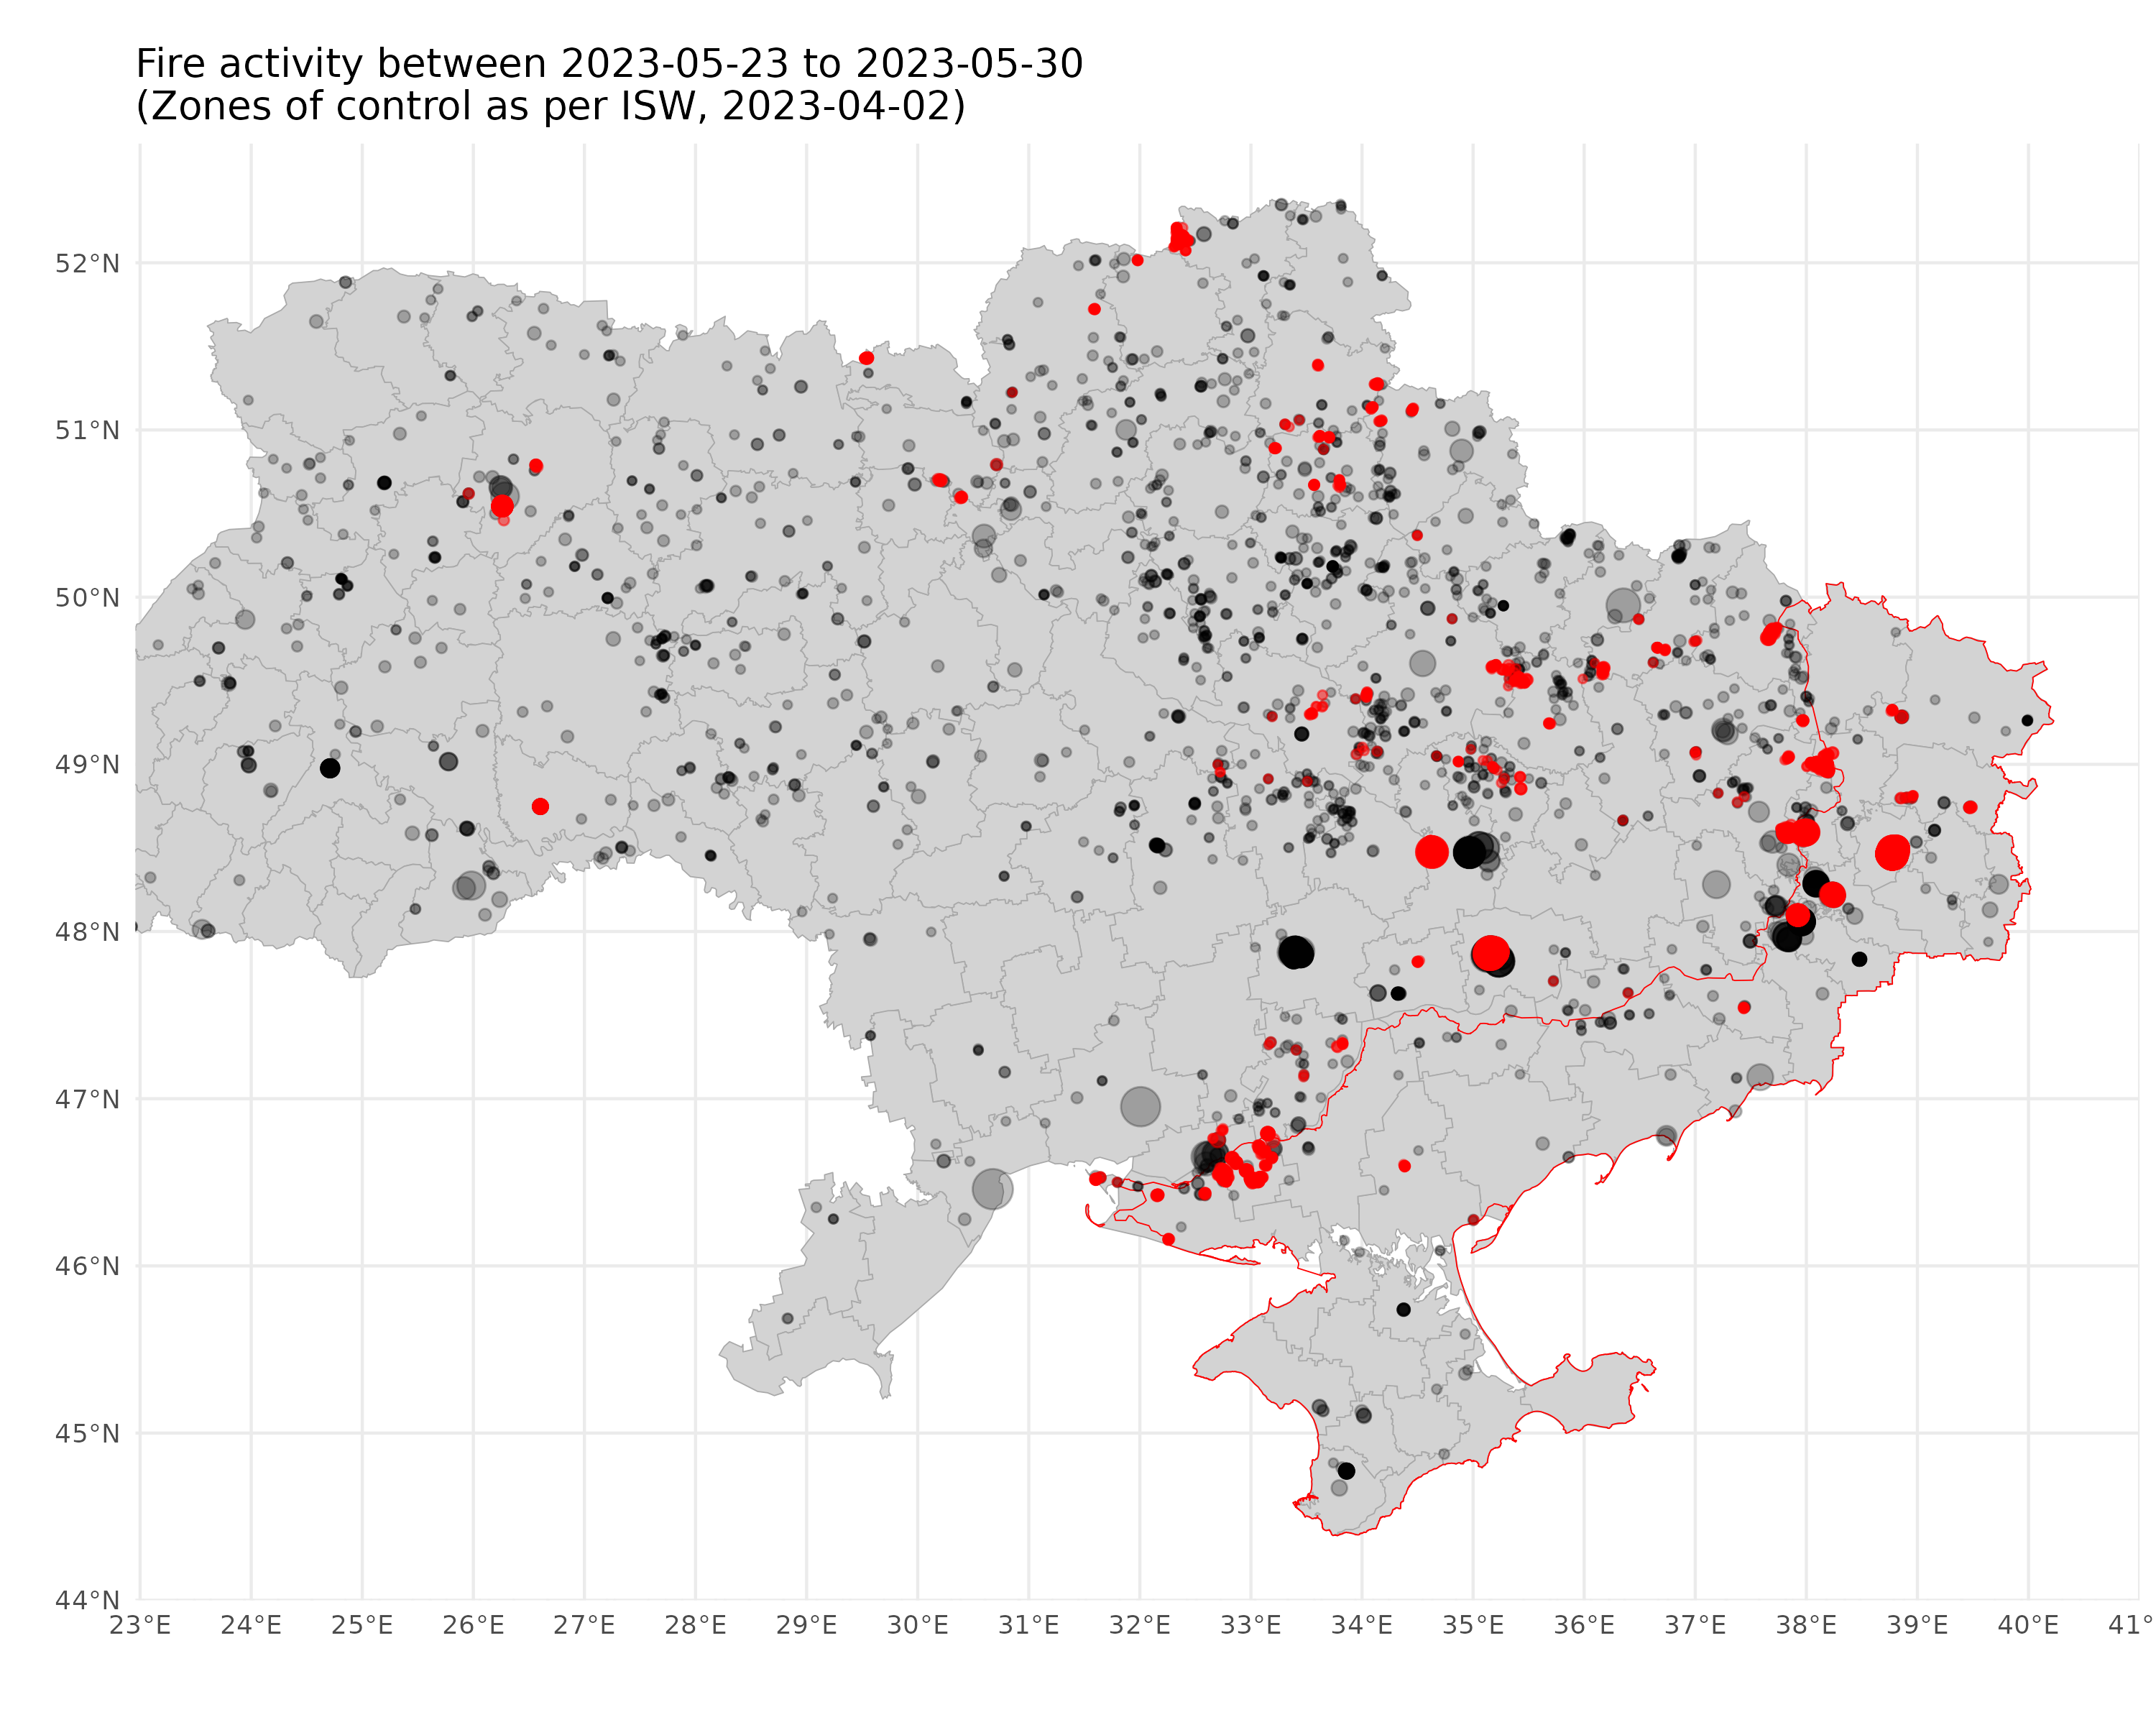 Fire activity between 2023-05-23 to 2023-05-30
(Zones of control as per ISW, 2023-04-02)
52°N
51°N
50°N
49°N
48°N
47°N
46°N
45°N
44°N
23°E 24°E 25°E 26°E 27°E 28°E 29°E 30°E 31°E 32°E 33°E 34°E 35°E 36°E 37°E 38°E 39°E 40°E 41°